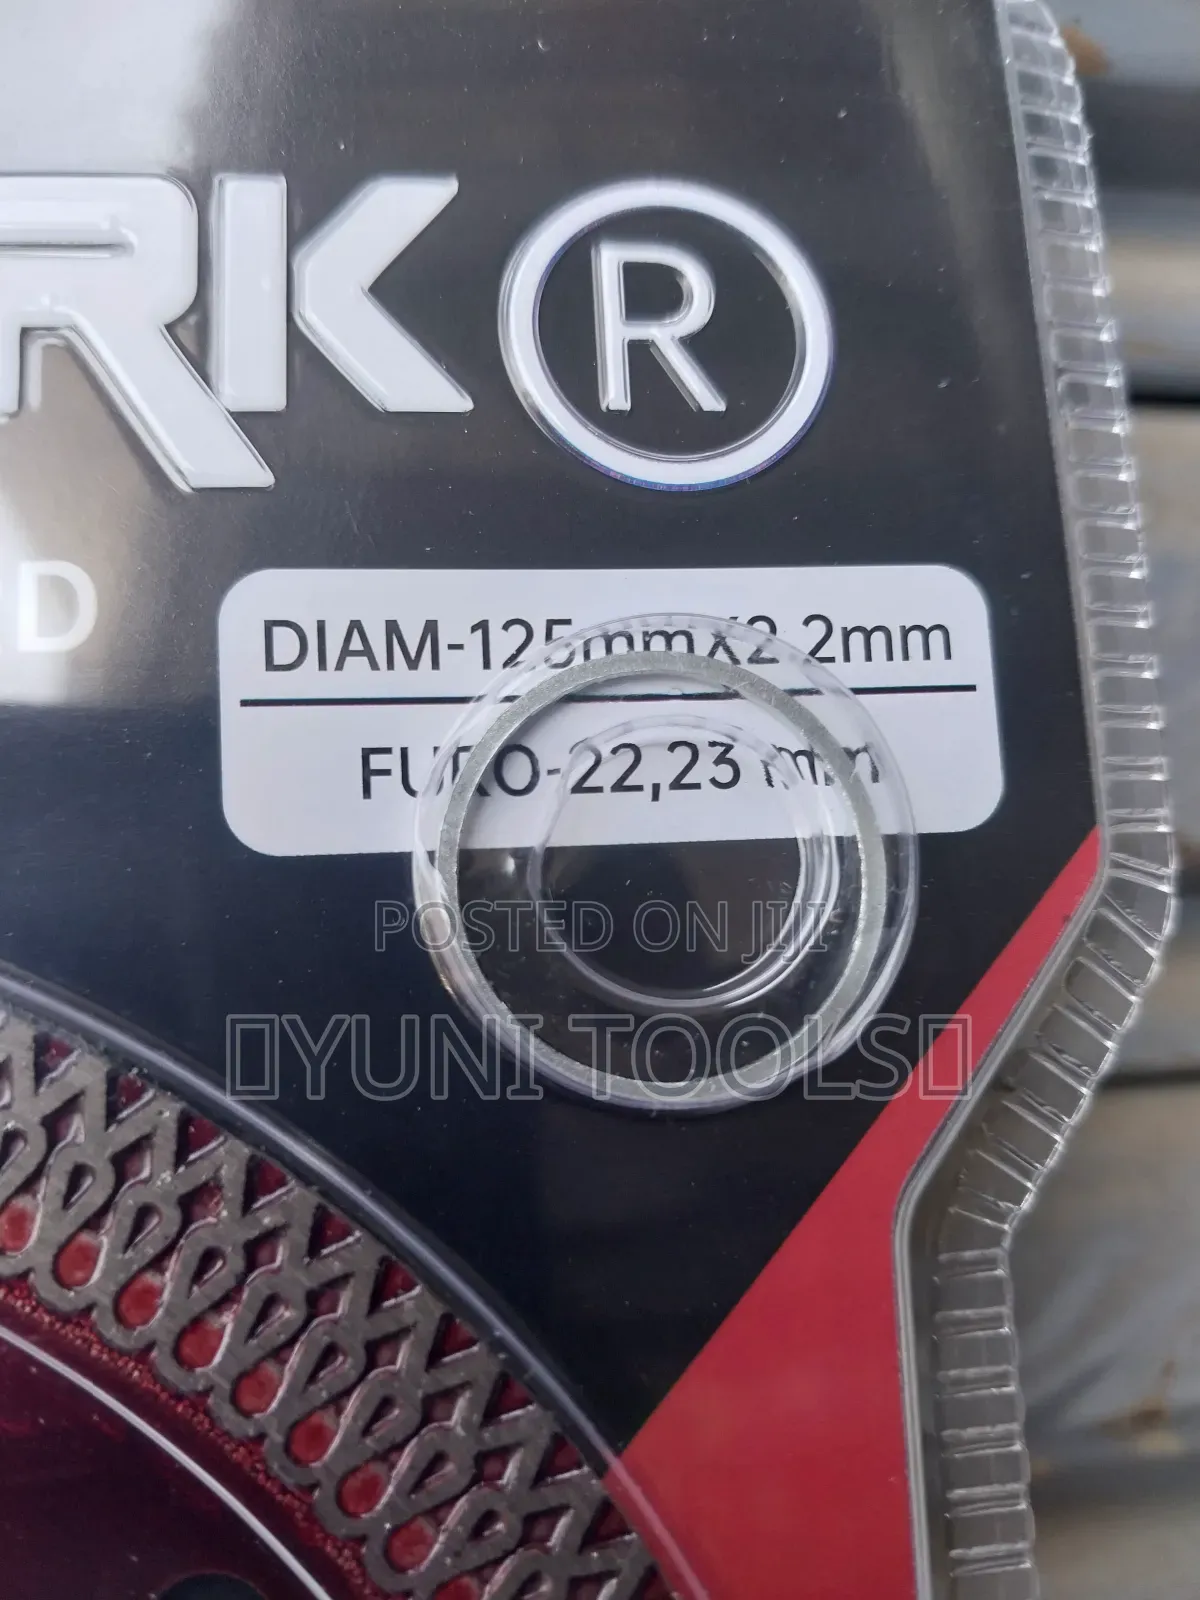 RK®
D
DIAM-125mmX2.2mm
FURO-22,23 mm
POSTED ON JIJI
YUNI TOOLS